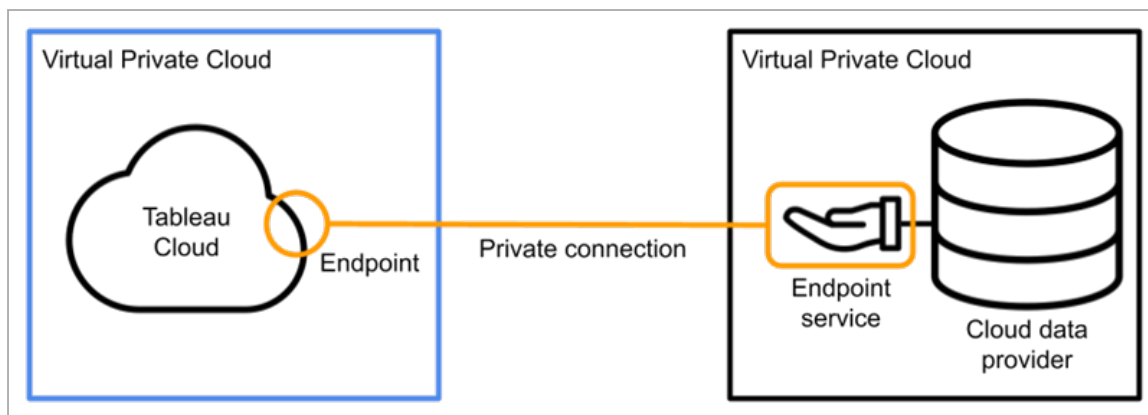 Virtual Private Cloud
Tableau
Cloud
Endpoint
Private connection
Virtual Private Cloud
Endpoint
service
Cloud data
provider